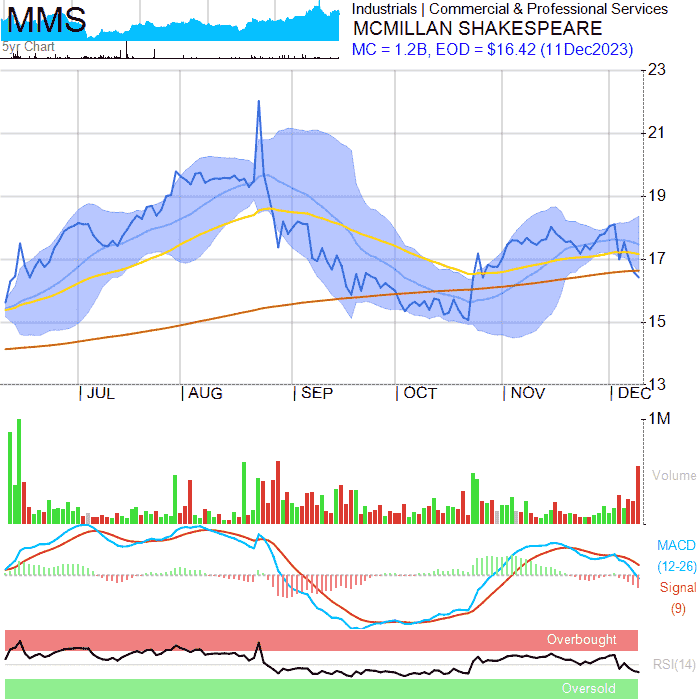 MMS
5yr Chart
Industrials | Commercial & Professional Services
MCMILLAN SHAKESPEARE
MC = 1.2B, EOD = $16.42 (11Dec2023)
23
21
19
17
15
13
| JUL | AUG | SEP | OCT | NOV | DEC
1M
Volume
MACD
(12-26)
Signal
(9)
Overbought
RSI(14)
Oversold